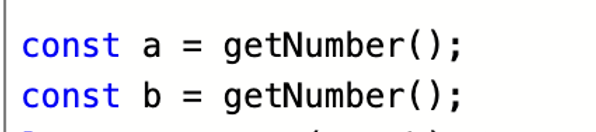 const a = getNumber();
const b = getNumber();